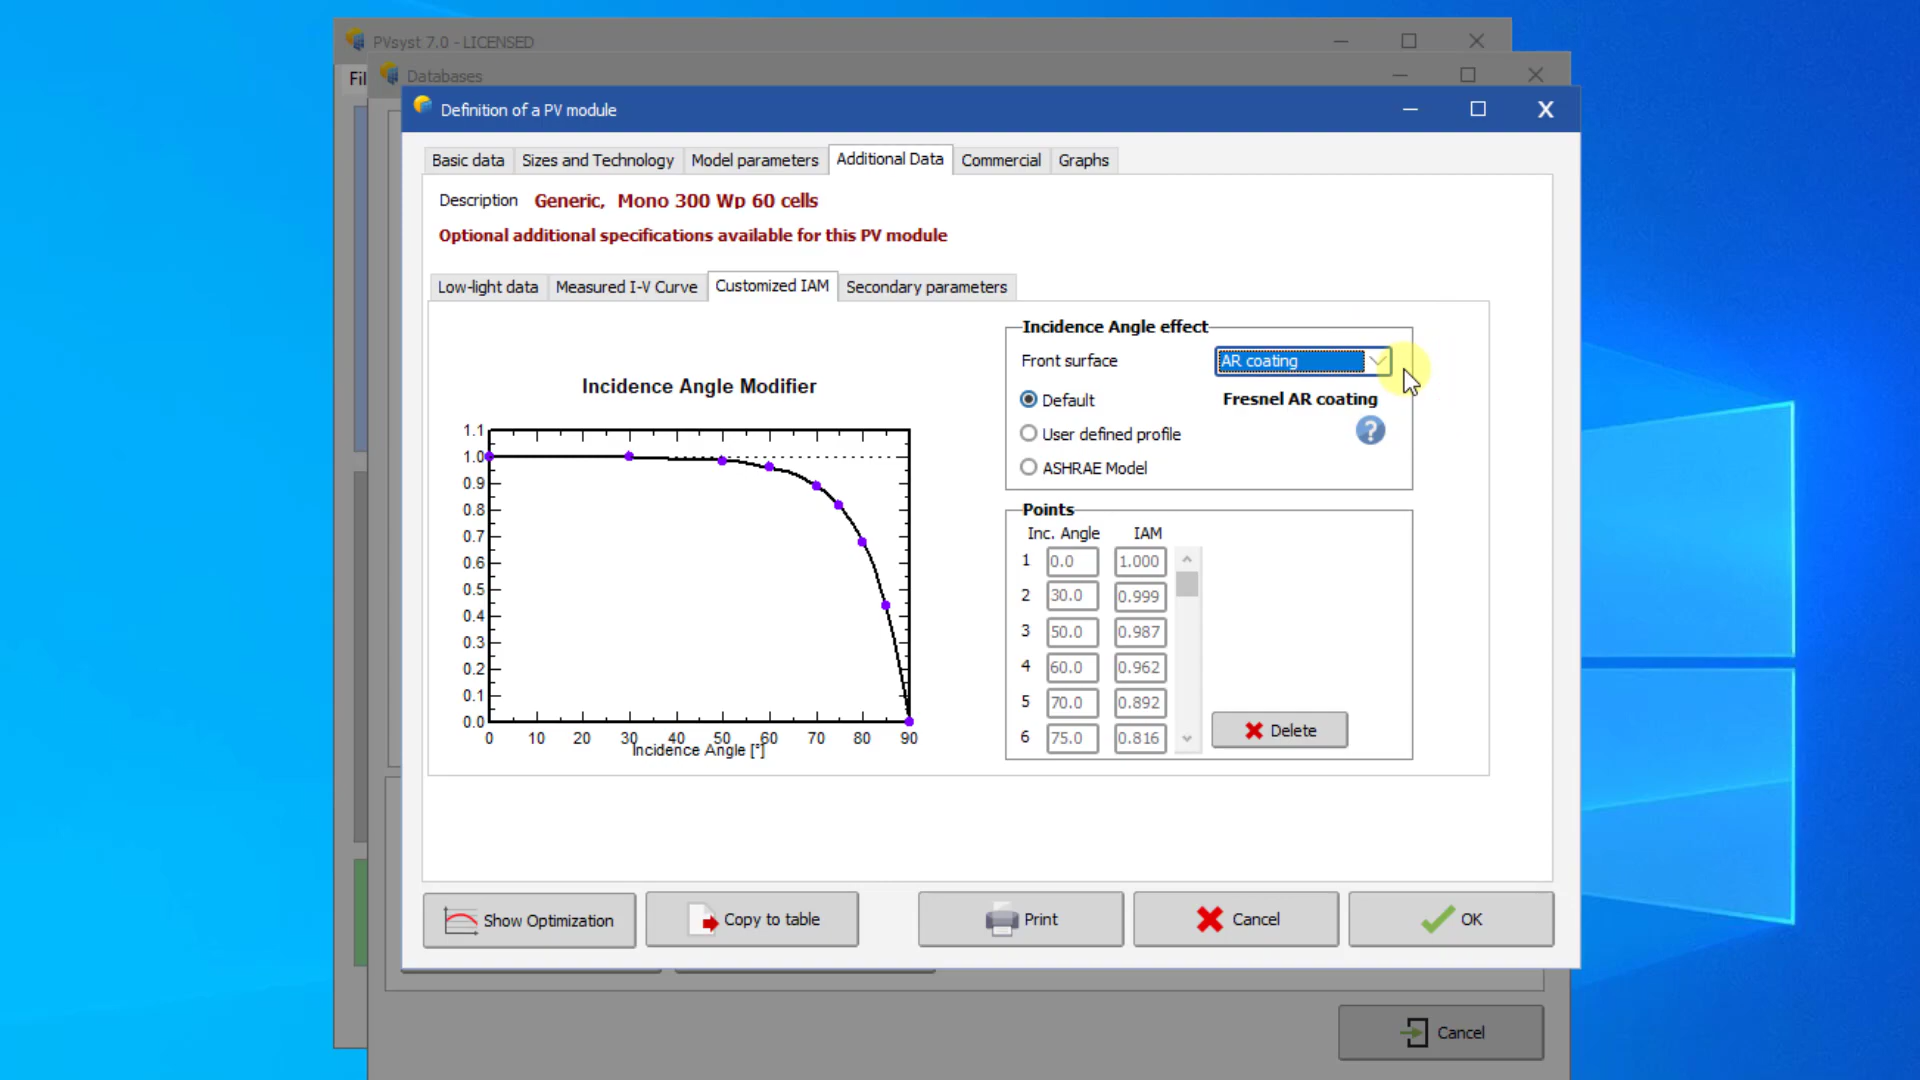 PVsyst 7.0 - LICENSED
Fil
Databases
Definition of a PV module
X
Basic data
Sizes and Technology
Model parameters
Additional Data
Commercial
Graphs
Description Generic, Mono 300 Wp 60 cells
Optional additional specifications available for this PV module
Low-light data
Measured I-V Curve
Customized IAM
Secondary parameters
Incidence Angle Modifier
1.1
1.0
0.9
0.8
0.7
0.6
0.5
0.4
0.3
0.2
0.1
0.0
0 10 20 30 40 50 60 70 80 90
Incidence Angle [°]
Incidence Angle effect
Front surface AR coating
Default Fresnel AR coating
User defined profile ?
ASHRAE Model
Points
Inc. Angle IAM
1 0.0 1.000
2 30.0 0.999
3 50.0 0.987
4 60.0 0.962
5 70.0 0.892
6 75.0 0.816
Delete
Show Optimization
Copy to table
Print
Cancel
OK
Cancel